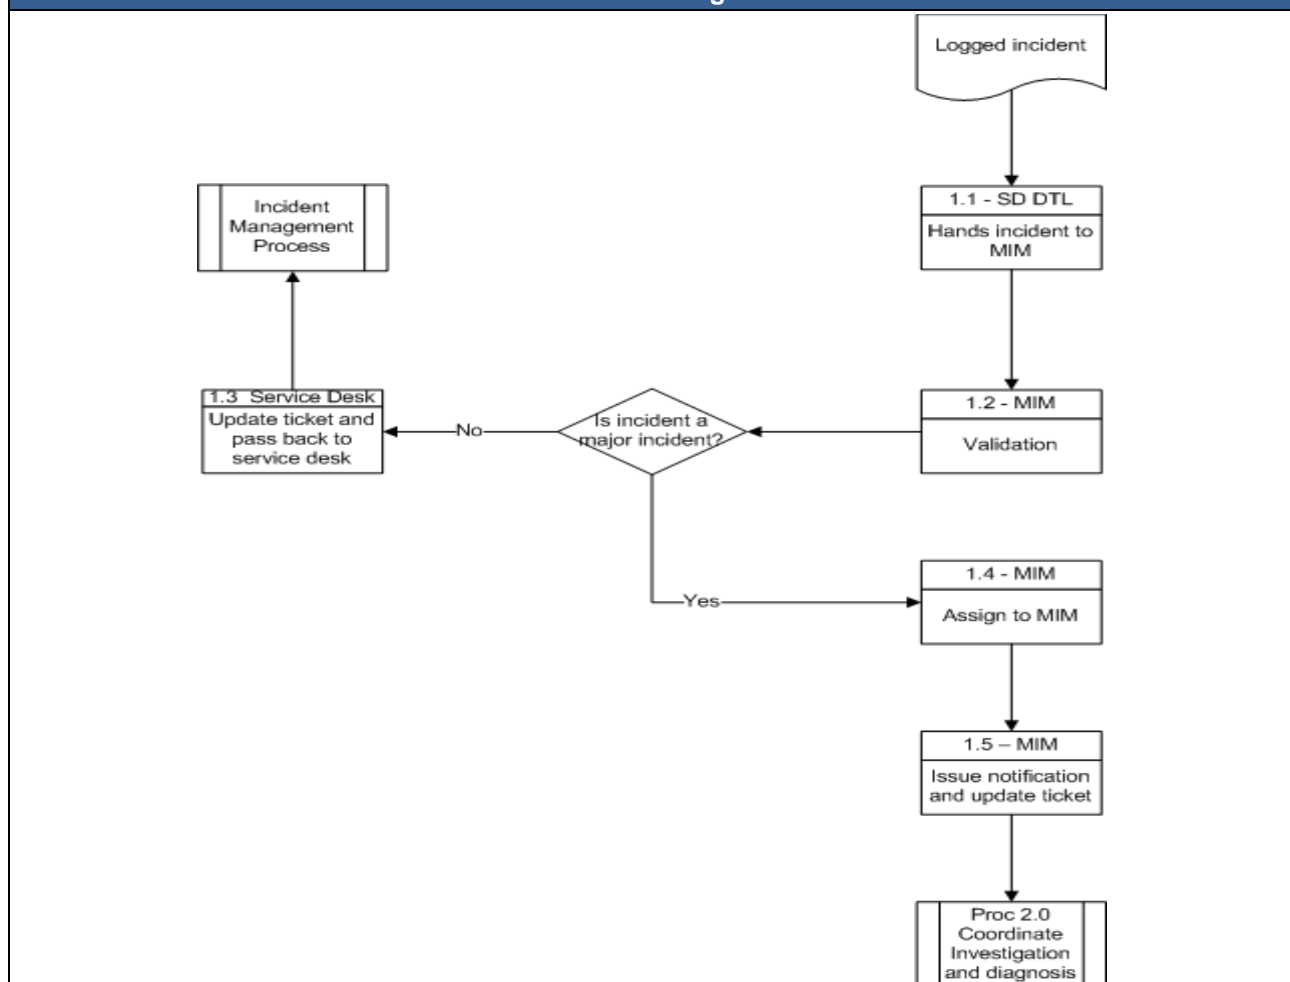 Logged incident
1.1 - SD DTL
Hands incident to
MIM
Incident
Management
Process
1.3 Service Desk
Update ticket and
pass back to
service desk
No
Is incident a
major incident?
1.2 - MIM
Validation
Yes
1.4 - MIM
Assign to MIM
1.5 – MIM
Issue notification
and update ticket
Proc 2.0
Coordinate
Investigation
and diagnosis